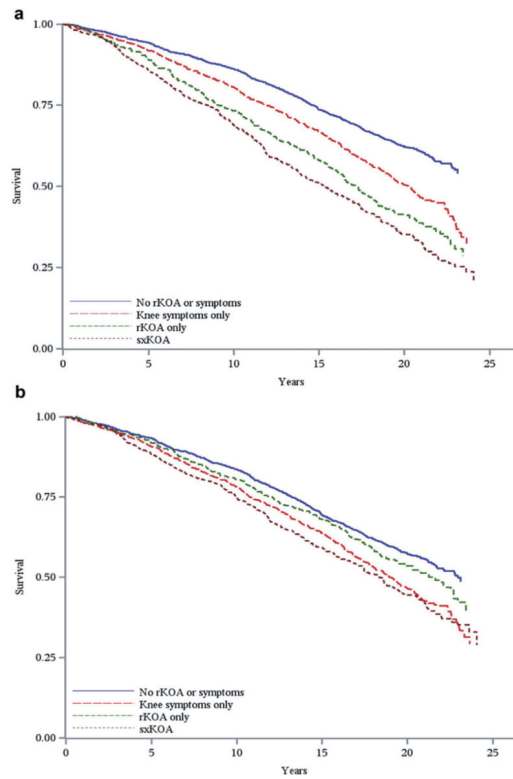 a
1.00
0.75
0.50
0.25
0.00
Survival
No rKOA or symptoms
Knee symptoms only
rKOA only
sxKOA
0 5 10 15 20 25
Years
b
1.00
0.75
0.50
0.25
0.00
Survival
No rKOA or symptoms
Knee symptoms only
rKOA only
sxKOA
0 5 10 15 20 25
Years